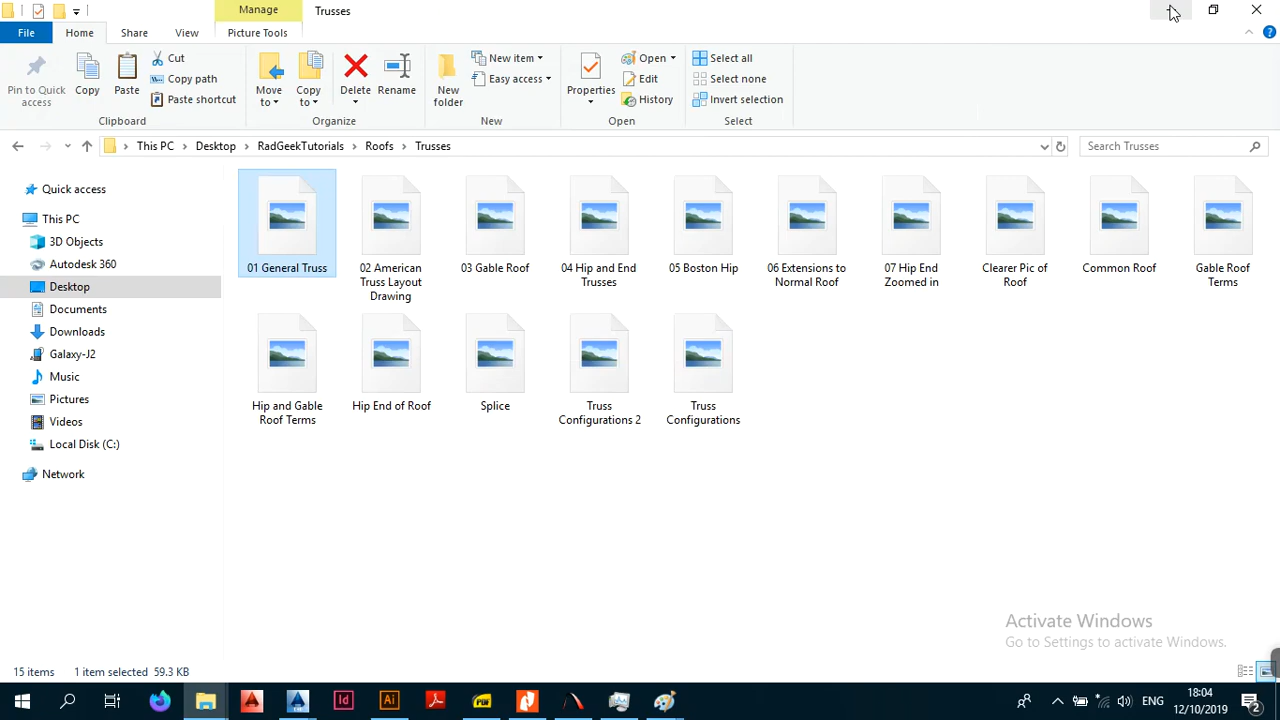 Manage
Trusses
File
Home
Share
View
Picture Tools
Pin to Quick access
Copy
Paste
Cut
Copy path
Paste shortcut
Clipboard
Move to
Copy to
Delete
Rename
Organize
New folder
New item
Easy access
New
Properties
Open
Edit
History
Open
Select all
Select none
Invert selection
Select
This PC
Desktop
RadGeekTutorials
Roofs
Trusses
Search Trusses
Quick access
This PC
3D Objects
Autodesk 360
Desktop
Documents
Downloads
Galaxy-J2
Music
Pictures
Videos
Local Disk (C:)
Network
01 General Truss
02 American
Truss Layout
Drawing
03 Gable Roof
04 Hip and End
Trusses
05 Boston Hip
06 Extensions to
Normal Roof
07 Hip End
Zoomed in
Clearer Pic of
Roof
Common Roof
Gable Roof
Terms
Hip and Gable
Roof Terms
Hip End of Roof
Splice
Truss
Configurations 2
Truss
Configurations
Activate Windows
Go to Settings to activate Windows.
15 items
1 item selected 59.3 KB
Id
Ai
PDF
ENG
18:04
12/10/2019
2